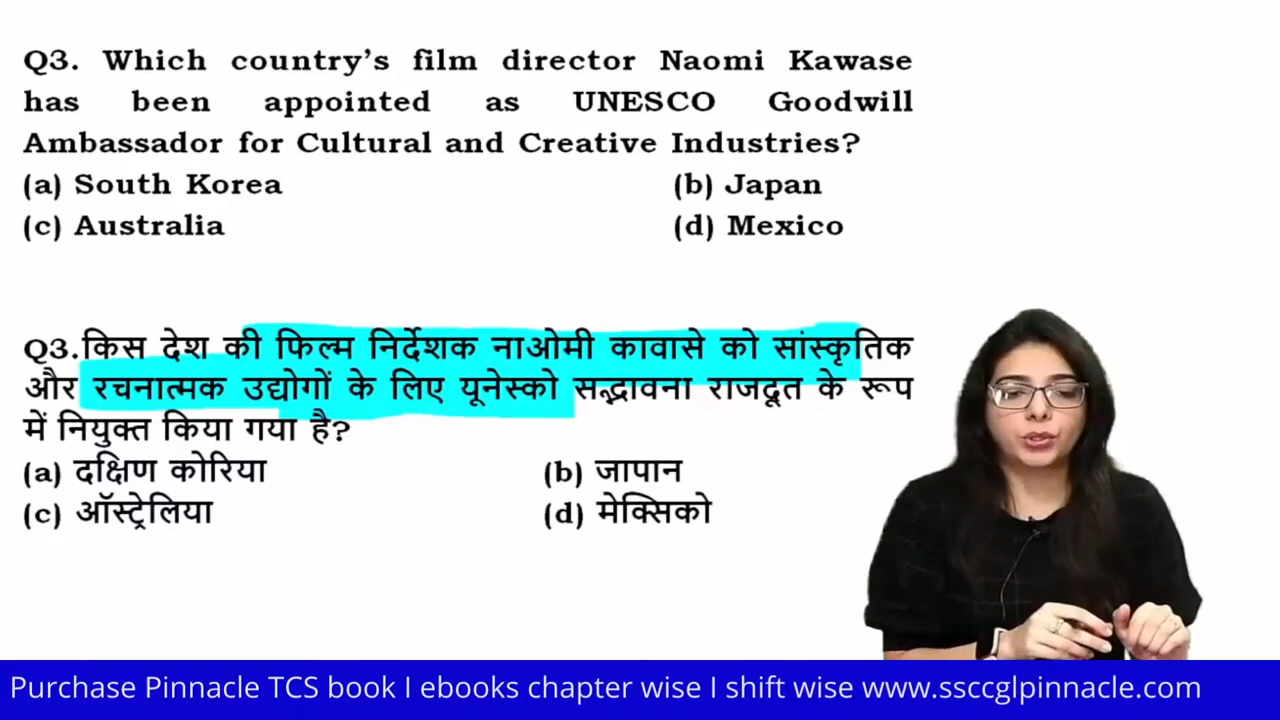 Q3. Which country's film director Naomi Kawase
has been appointed as UNESCO Goodwill
Ambassador for Cultural and Creative Industries?
(a) South Korea (b) Japan
(c) Australia (d) Mexico
Q3.किस देश की फिल्म निर्देशक नाओमी कावासे को सांस्कृतिक
और रचनात्मक उद्योगों के लिए यूनेस्को सद्भावना राजदूत के रूप
में नियुक्त किया गया है?
(a) दक्षिण कोरिया (b) जापान
(c) ऑस्ट्रेलिया (d) मेक्सिको
Purchase Pinnacle TCS book I ebooks chapter wise I shift wise www.ssccglpinnacle.com